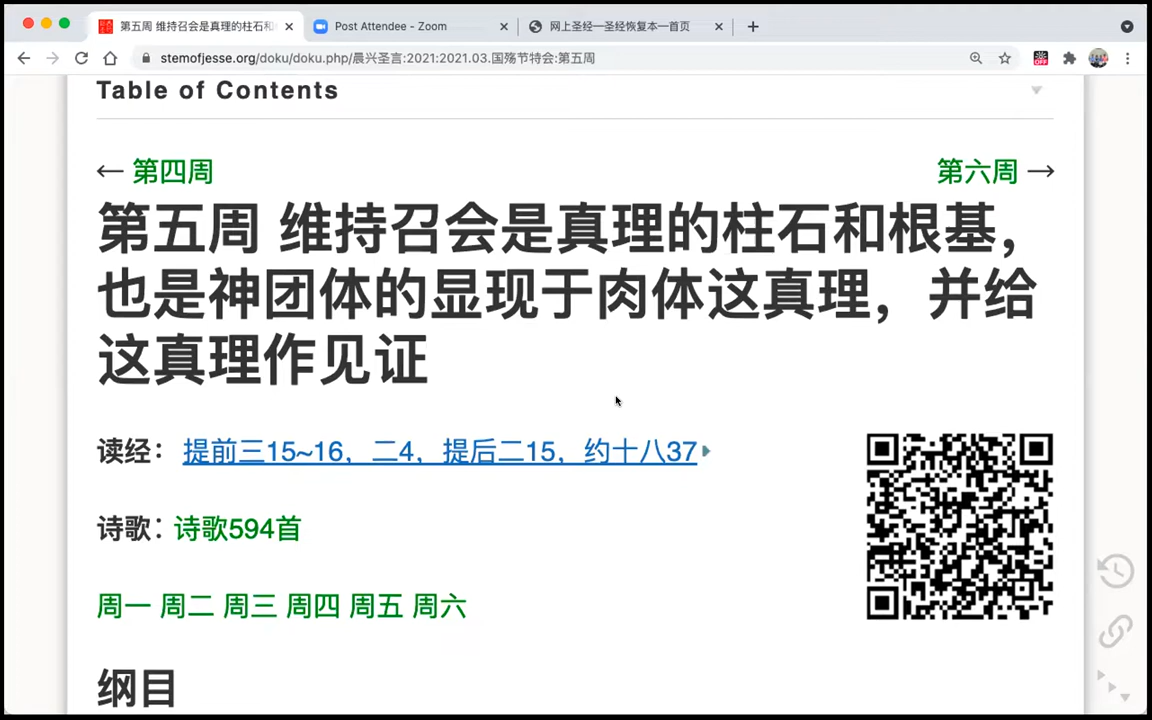 第五周 维持召会是真理的柱石和
Post Attendee - Zoom
网上圣经—圣经恢复本—首页
stemofjesse.org/doku/doku.php/晨兴圣言:2021:2021.03.国殇节特会:第五周
OFF
Table of Contents
← 第四周
第六周 →
第五周 维持召会是真理的柱石和根基，
也是神团体的显现于肉体这真理，并给
这真理作见证
读经： 提前三15~16，二4，提后二15，约十八37
诗歌：诗歌594首
周一 周二 周三 周四 周五 周六
纲目